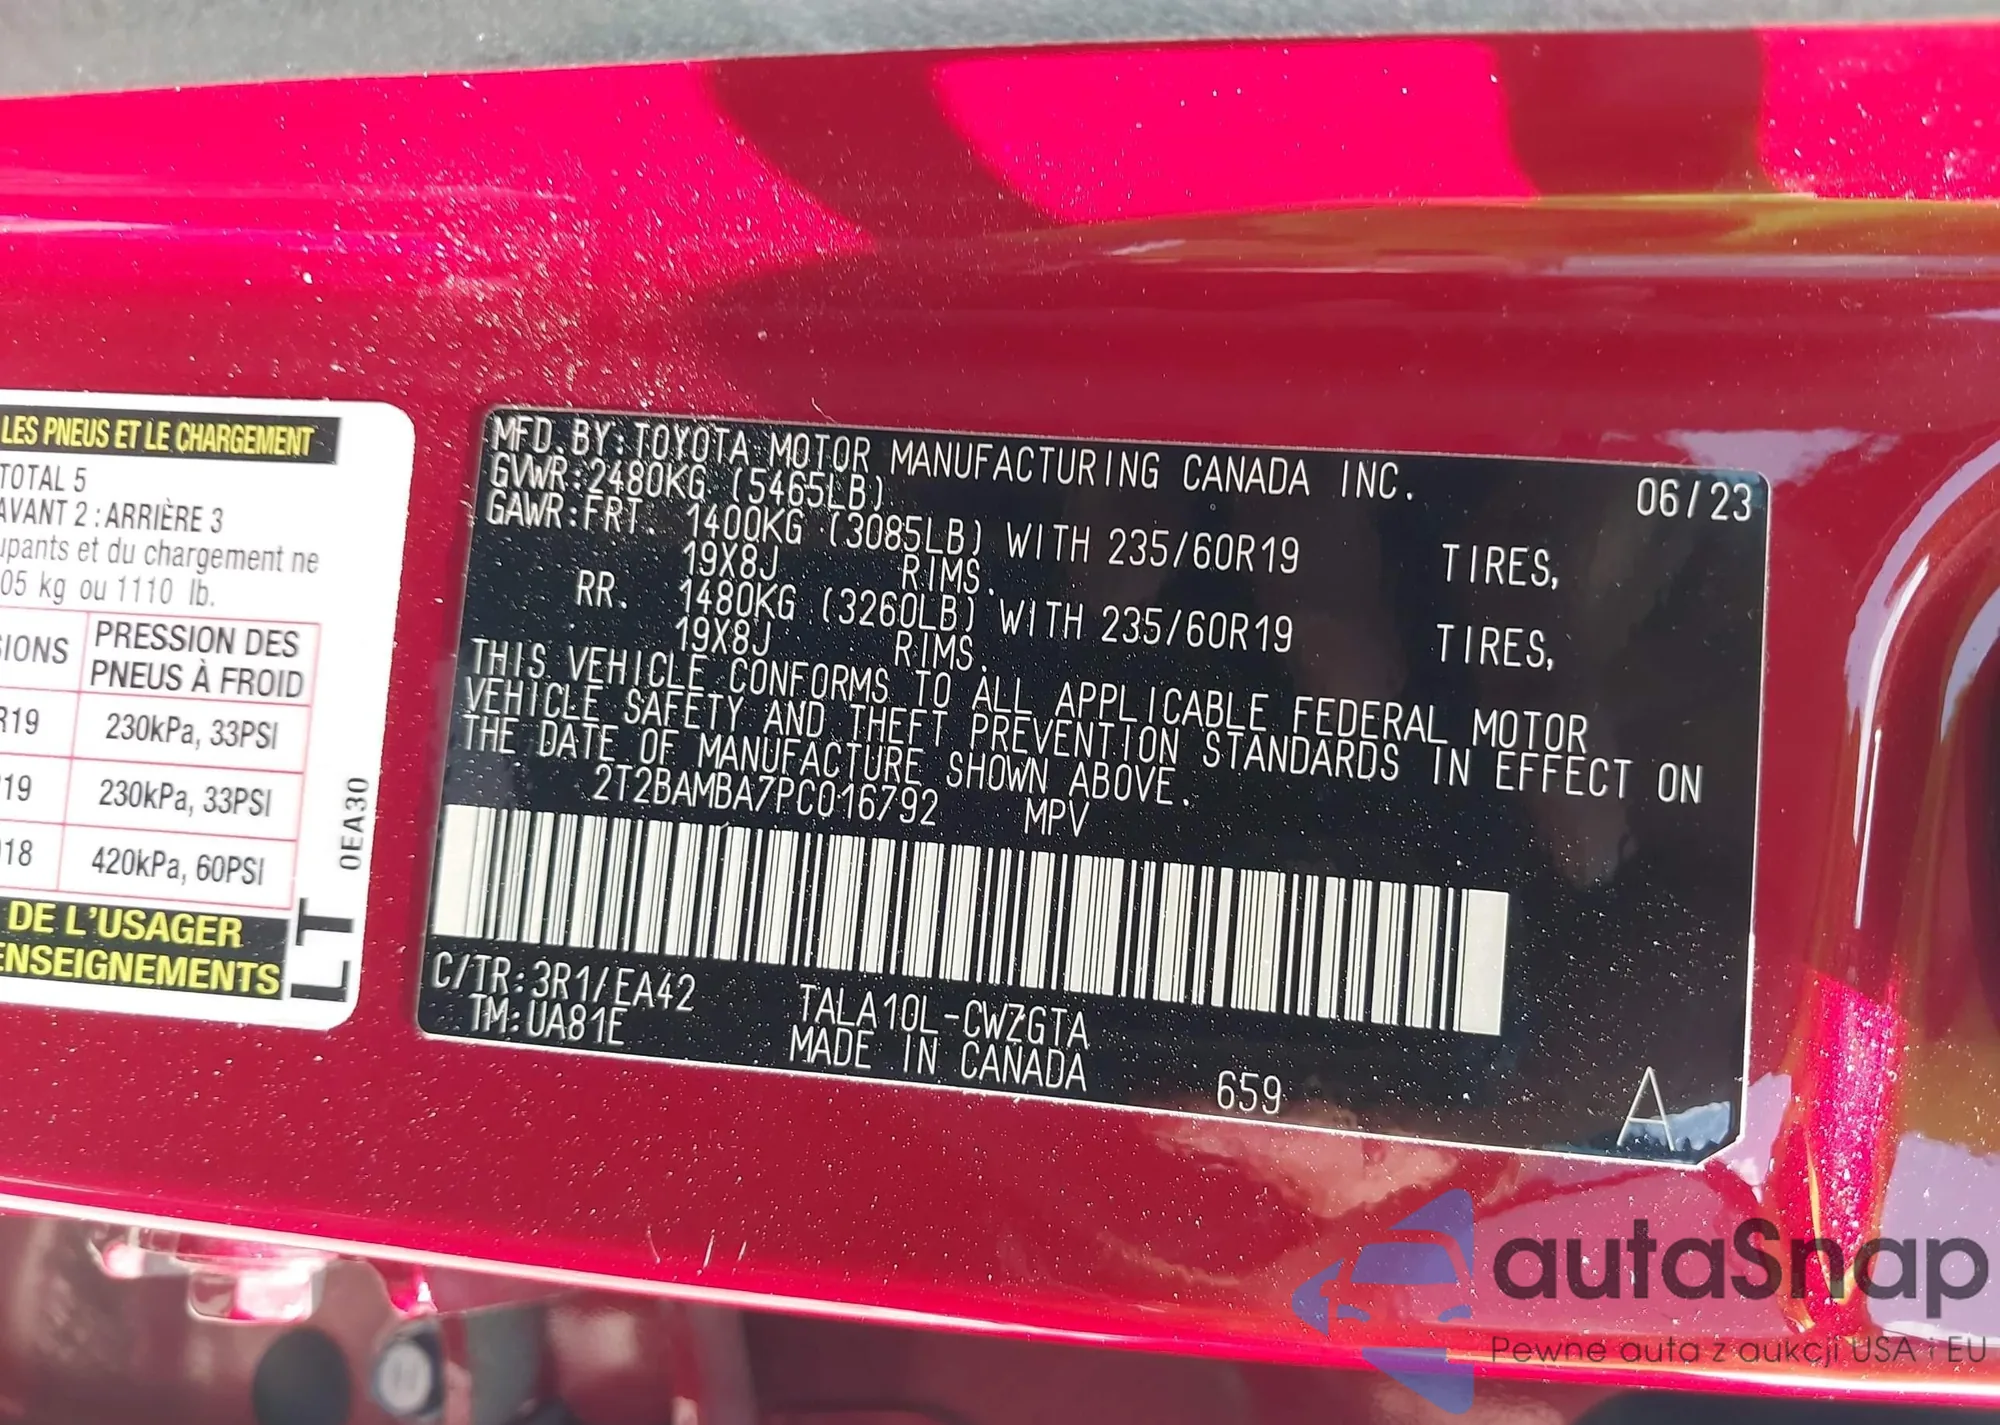 LES PNEUS ET LE CHARGEMENT
TOTAL 5
AVANT 2 : ARRIÈRE 3
upants et du chargement ne
05 kg ou 1110 lb.
SIONS
PRESSION DES
PNEUS À FROID
R19
230kPa, 33PSI
19
230kPa, 33PSI
18
420kPa, 60PSI
DE L'USAGER
ENSEIGNEMENTS
0EA30
LT
MFD. BY: TOYOTA MOTOR MANUFACTURING CANADA INC. 06/23
GVWR: 2480KG (5465LB)
GAWR: FRT. 1400KG (3085LB) WITH 235/60R19 TIRES,
19X8J RIMS.
RR. 1480KG (3260LB) WITH 235/60R19 TIRES,
19X8J RIMS.
THIS VEHICLE CONFORMS TO ALL APPLICABLE FEDERAL MOTOR
VEHICLE SAFETY AND THEFT PREVENTION STANDARDS IN EFFECT ON
THE DATE OF MANUFACTURE SHOWN ABOVE.
2T2BAMBA7PC016792 MPV
C/TR: 3R1/EA42 TALA10L-CWZGTA
TM: UA81E MADE IN CANADA 659
A
autaSnap
Pewne auta z aukcji USA i EU